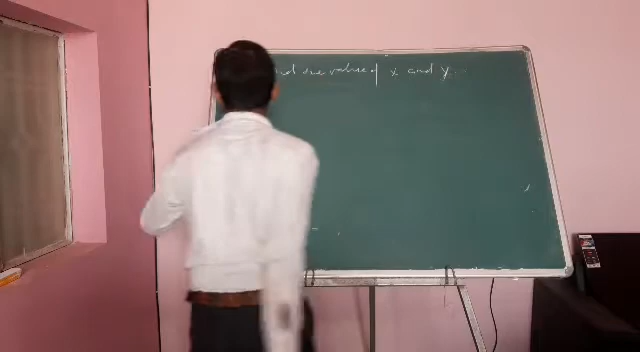 the value of x and y.